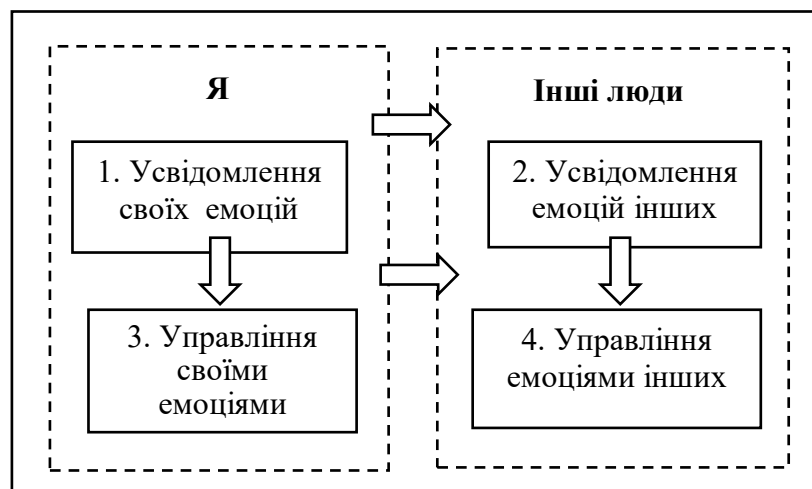 Я
1. Усвідомлення
своїх емоцій
3. Управління
своїми
емоціями
Інші люди
2. Усвідомлення
емоцій інших
4. Управління
емоціями інших